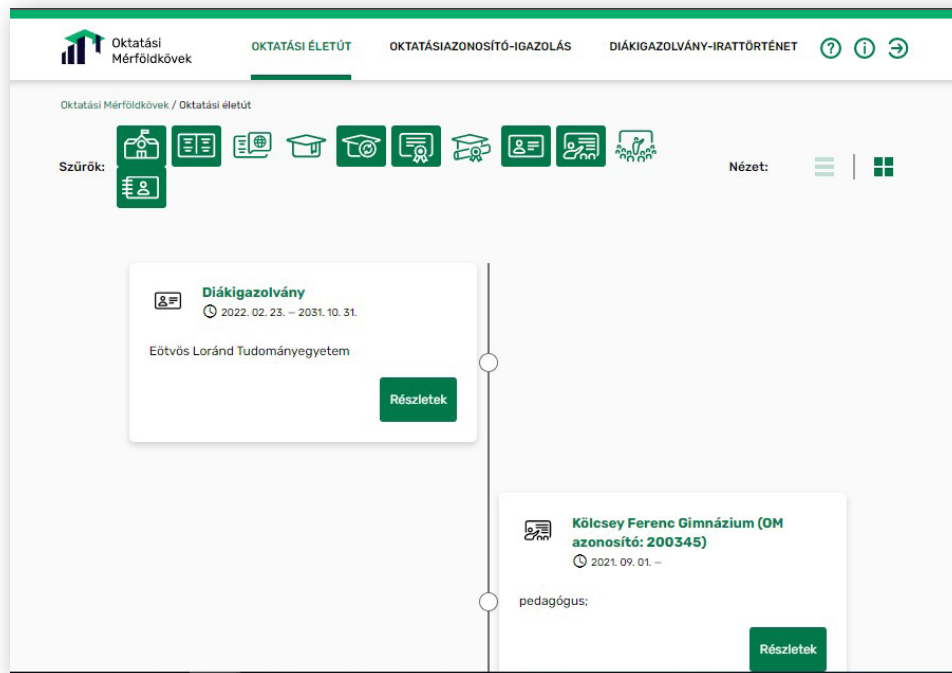 Oktatási
Mérföldkövek
OKTATÁSI ÉLETÚT
OKTATÁSIAZONOSÍTÓ-IGAZOLÁS
DIÁKIGAZOLVÁNY-IRATTÖRTÉNET
Oktatási Mérföldkövek / Oktatási életút
Szűrők:
Nézet:
Diákigazolvány
2022. 02. 23. – 2031. 10. 31.
Eötvös Loránd Tudományegyetem
Részletek
Kölcsey Ferenc Gimnázium (OM
azonosító: 200345)
2021. 09. 01. –
pedagógus;
Részletek